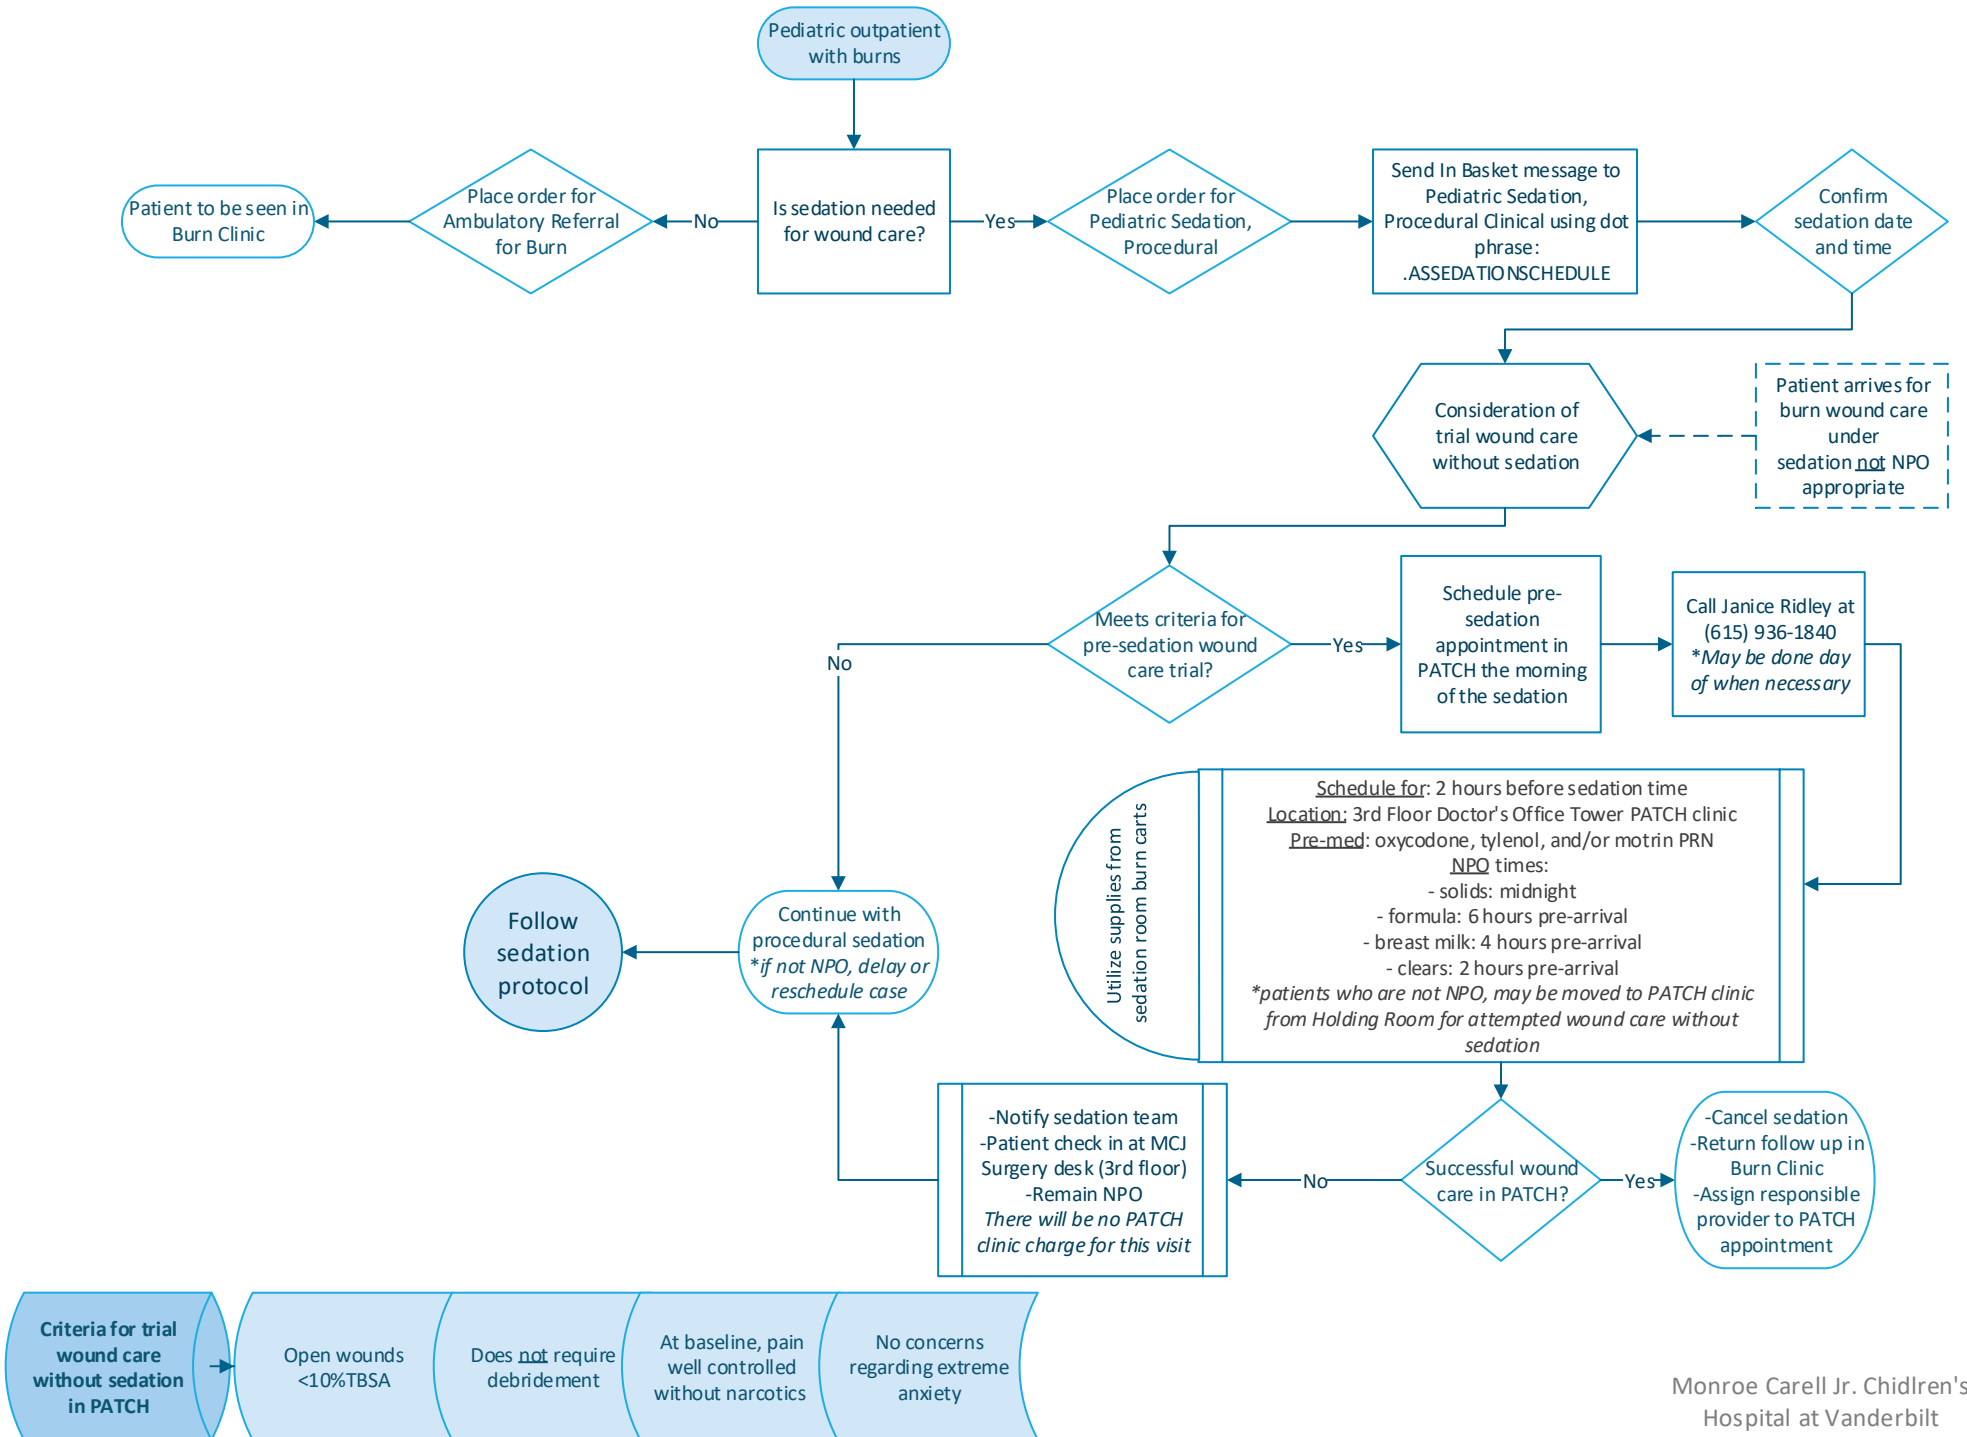 Pediatric outpatient
with burns
Patient to be seen in
Burn Clinic
Place order for
Ambulatory Referral
for Burn
No
Is sedation needed
for wound care?
Yes
Place order for
Pediatric Sedation,
Procedural
Send In Basket message to
Pediatric Sedation,
Procedural Clinical using dot
phrase:
.ASSEDATIONSCHEDULE
Confirm
sedation date
and time
Consideration of
trial wound care
without sedation
Patient arrives for
burn wound care
under
sedation not NPO
appropriate
Meets criteria for
pre-sedation wound
care trial?
No
Yes
Schedule pre-
sedation
appointment in
PATCH the morning
of the sedation
Call Janice Ridley at
(615) 936-1840
*May be done day
of when necessary
Utilize supplies from
sedation room burn carts
Schedule for: 2 hours before sedation time
Location: 3rd Floor Doctor's Office Tower PATCH clinic
Pre-med: oxycodone, tylenol, and/or motrin PRN
NPO times:
- solids: midnight
- formula: 6 hours pre-arrival
- breast milk: 4 hours pre-arrival
- clears: 2 hours pre-arrival
*patients who are not NPO, may be moved to PATCH clinic
from Holding Room for attempted wound care without
sedation
Follow
sedation
protocol
Continue with
procedural sedation
*if not NPO, delay or
reschedule case
-Notify sedation team
-Patient check in at MCJ
Surgery desk (3rd floor)
-Remain NPO
There will be no PATCH
clinic charge for this visit
No
Successful wound
care in PATCH?
Yes
-Cancel sedation
-Return follow up in
Burn Clinic
-Assign responsible
provider to PATCH
appointment
Criteria for trial
wound care
without sedation
in PATCH
Open wounds
<10%TBSA
Does not require
debridement
At baseline, pain
well controlled
without narcotics
No concerns
regarding extreme
anxiety
Monroe Carell Jr. Chidlren's
Hospital at Vanderbilt